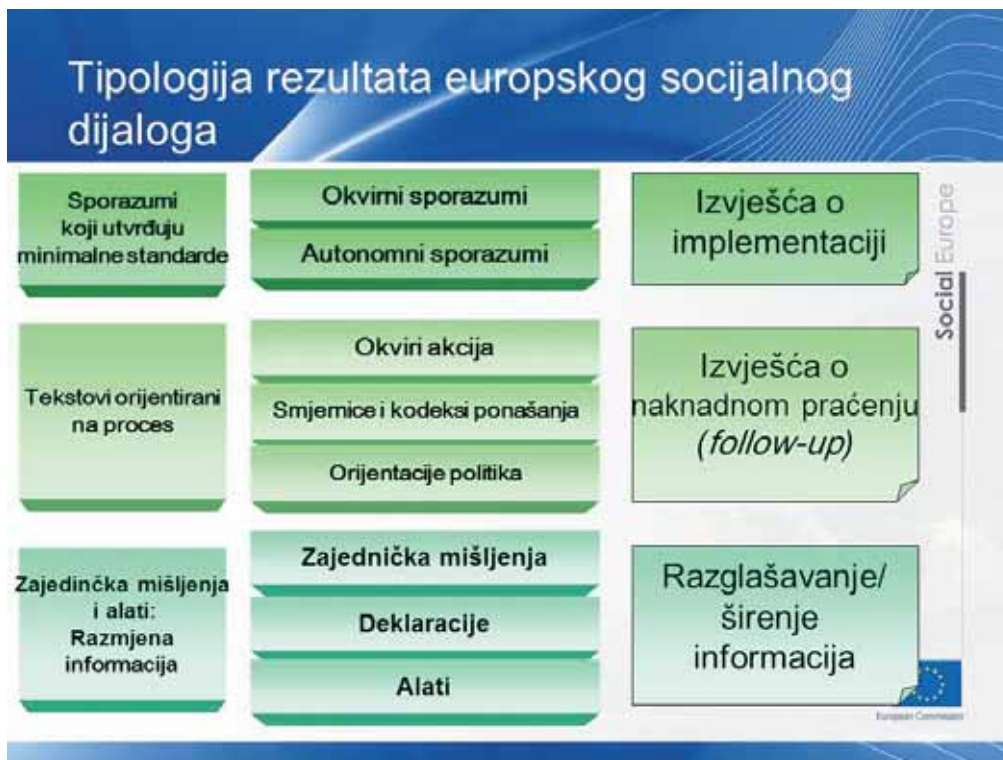 Tipologija rezultata europskog socijalnog
dijaloga
Sporazumi
koji utvrđuju
minimalne standarde
Okvirni sporazumi
Autonomni sporazumi
Izvješća o
implementaciji
Tekstovi orijentirani
na proces
Okviri akcija
Smjernice i kodeksi ponašanja
Orijentacije politika
Izvješća o
naknadnom praćenju
(follow-up)
Zajedinčka mišljenja
i alati:
Razmjena
informacija
Zajednička mišljenja
Deklaracije
Alati
Razglašavanje/
širenje
informacija
Social Europe
European Commission